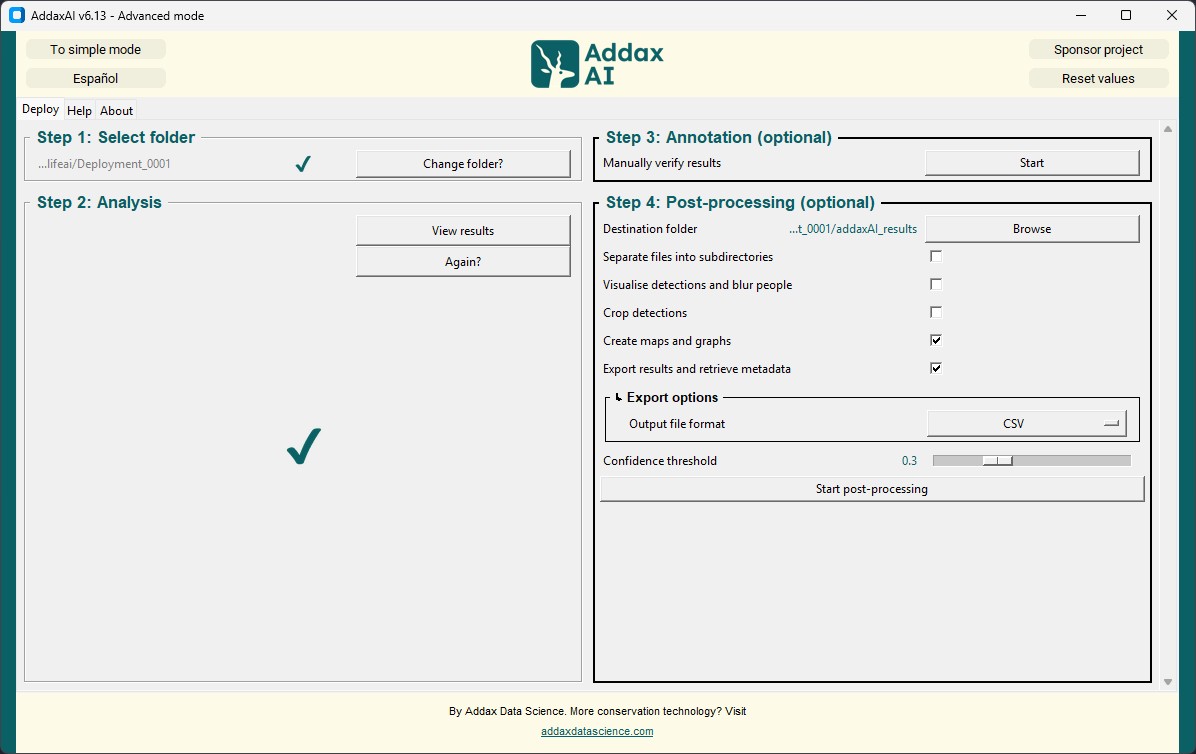 AddaxAI v6.13 - Advanced mode
To simple mode
Español
Addax
AI
Sponsor project
Reset values
Deploy
Help
About
Step 1: Select folder
...lifeai/Deployment_0001
Change folder?
Step 2: Analysis
View results
Again?
Step 3: Annotation (optional)
Manually verify results
Start
Step 4: Post-processing (optional)
Destination folder
...t_0001/addaxAI_results
Browse
Separate files into subdirectories
Visualise detections and blur people
Crop detections
Create maps and graphs
Export results and retrieve metadata
↳ Export options
Output file format
CSV
Confidence threshold
0.3
Start post-processing
By Addax Data Science. More conservation technology? Visit
addaxdatascience.com